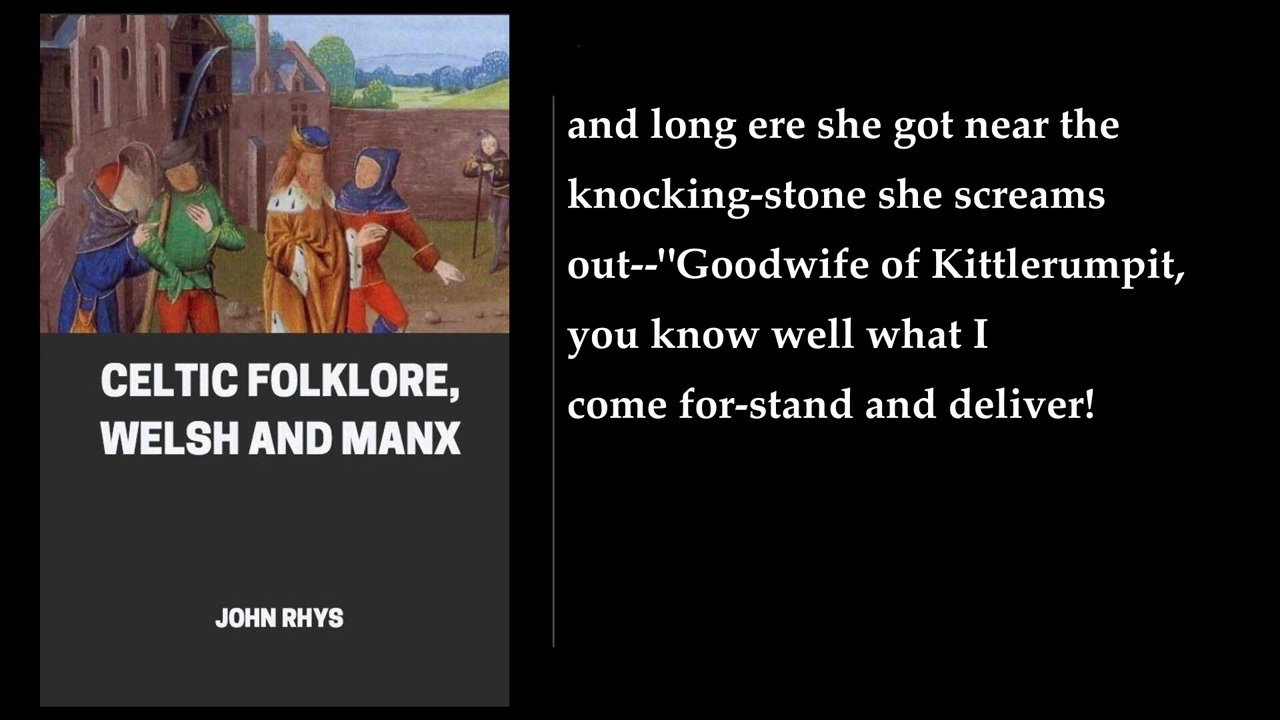 CELTIC FOLKLORE,
WELSH AND MANX
JOHN RHYS
and long ere she got near the
knocking-stone she screams
out--"Goodwife of Kittlerumpit,
you know well what I
come for-stand and deliver!